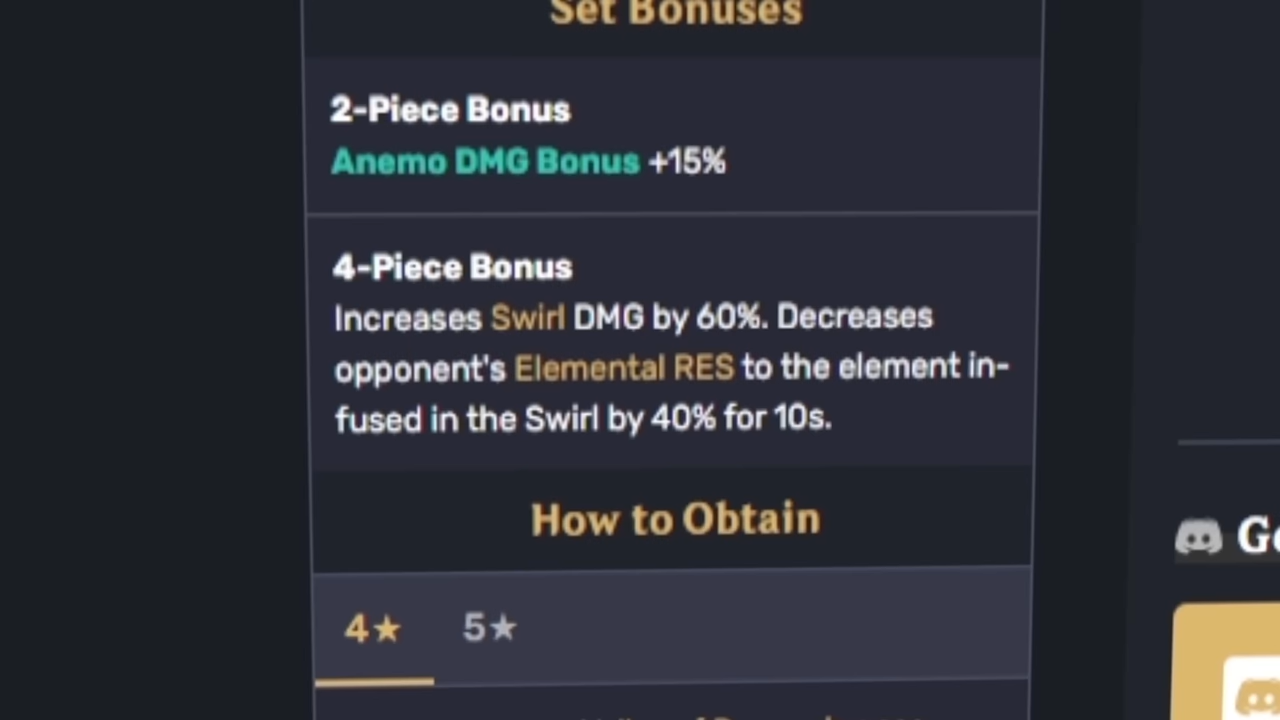 Set Bonuses
2-Piece Bonus
Anemo DMG Bonus +15%
4-Piece Bonus
Increases Swirl DMG by 60%. Decreases
opponent's Elemental RES to the element in-
fused in the Swirl by 40% for 10s.
How to Obtain
4★ 5★